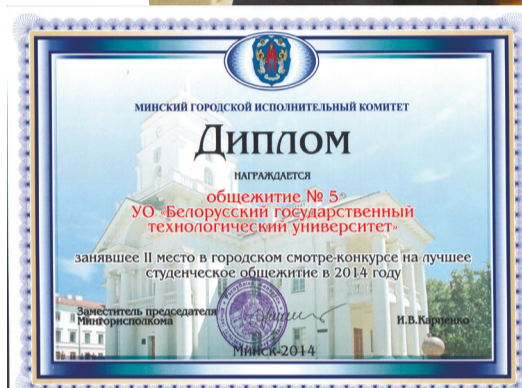 МИНСКИЙ ГОРОДСКОЙ ИСПОЛНИТЕЛЬНЫЙ КОМИТЕТ
ДИПЛОМ
НАГРАЖДАЕТСЯ
общежитие № 5
УО «Белорусский государственный
технологический университет»
занявшее II место в городском смотре-конкурсе на лучшее
студенческое общежитие в 2014 году
Заместитель председателя
Мингорисполкома
И.В.Карпенко
Минск-2014